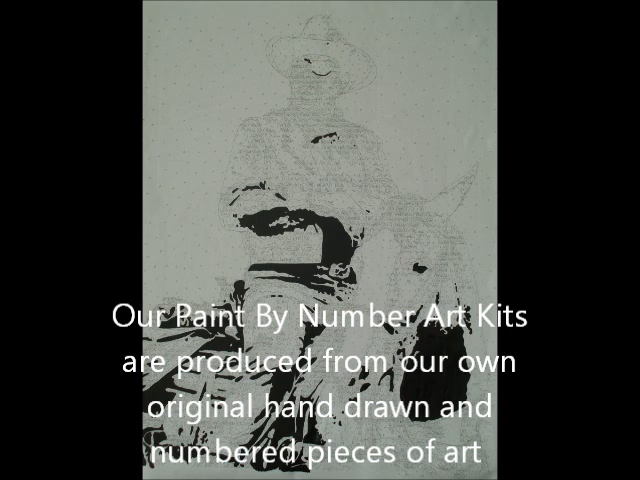 Our Paint By Number Art Kits
are produced from our own
original hand drawn and
numbered pieces of art